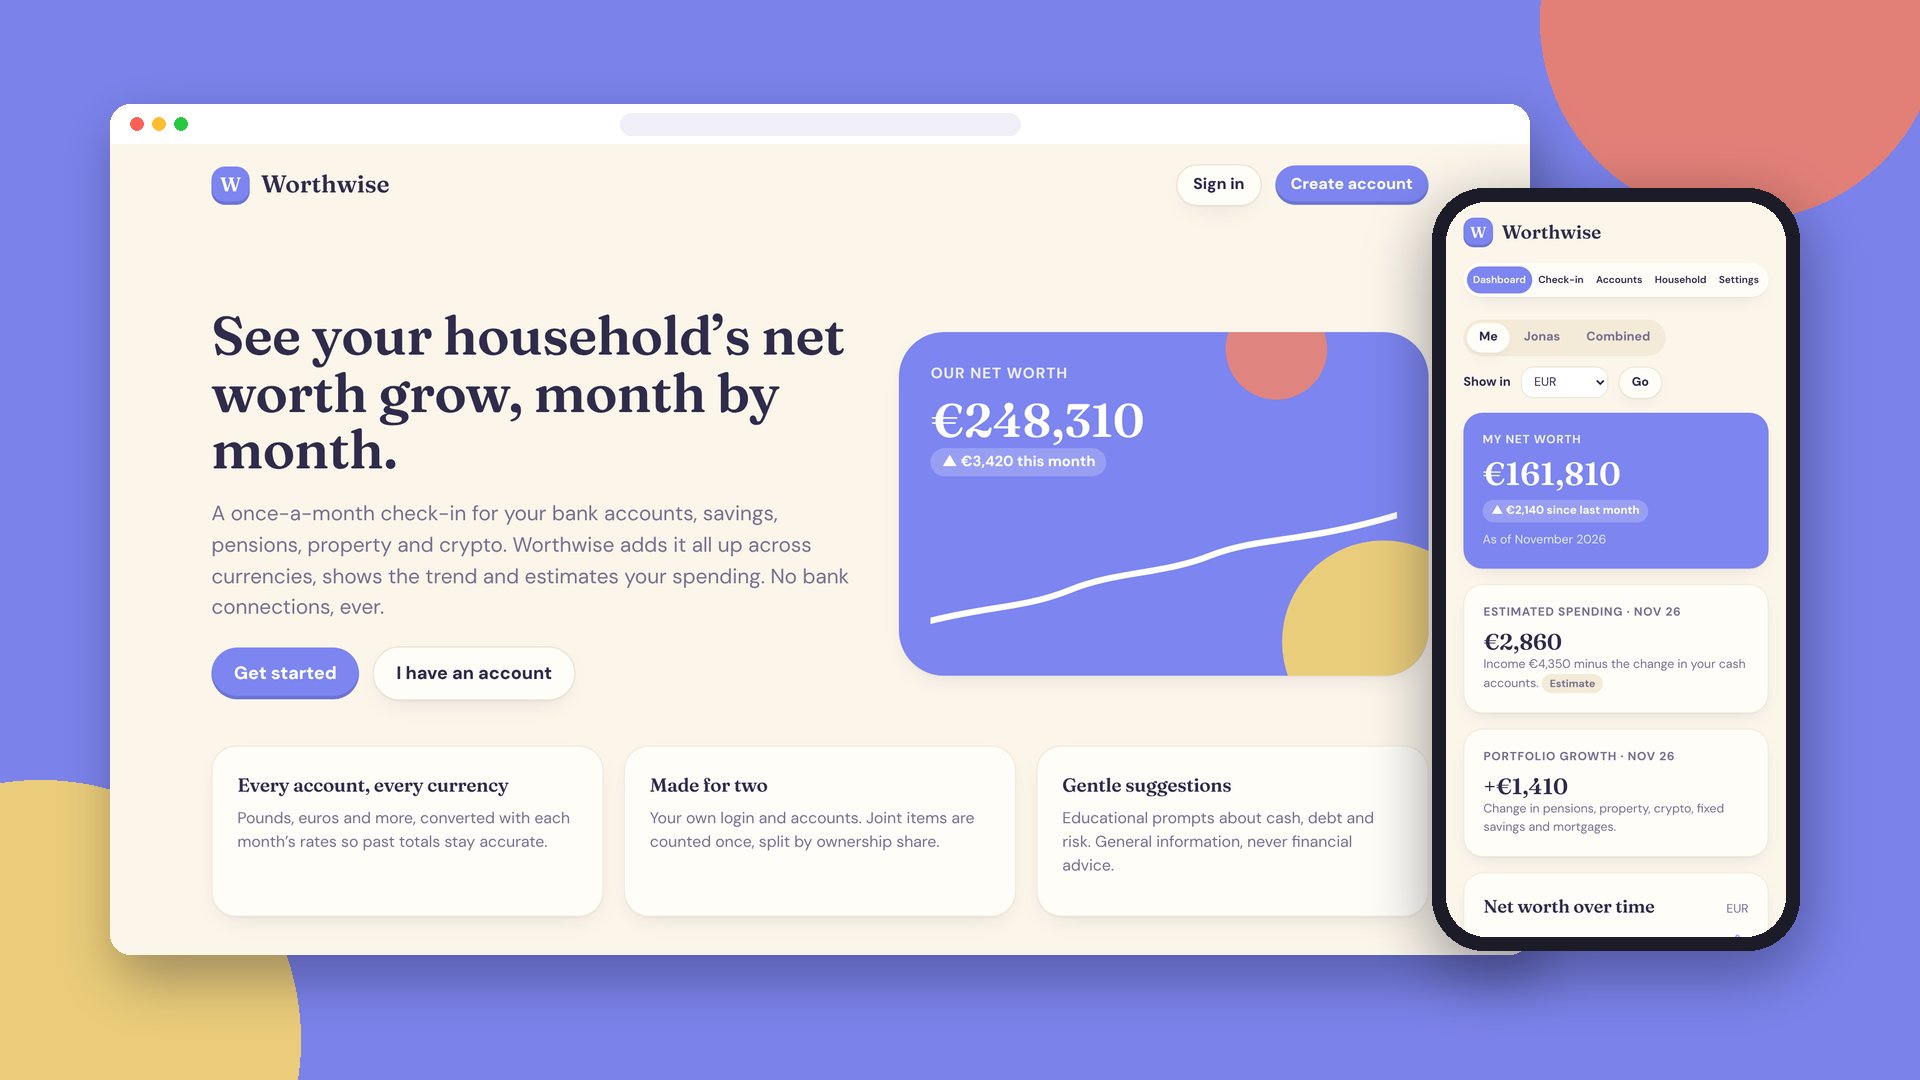 W Worthwise
Sign in
Create account
See your household’s net
worth grow, month by
month.
A once-a-month check-in for your bank accounts, savings,
pensions, property and crypto. Worthwise adds it all up across
currencies, shows the trend and estimates your spending. No bank
connections, ever.
Get started
I have an account
OUR NET WORTH
€248,310
▲ €3,420 this month
Every account, every currency
Pounds, euros and more, converted with each
month’s rates so past totals stay accurate.
Made for two
Your own login and accounts. Joint items are
counted once, split by ownership share.
Gentle suggestions
Educational prompts about cash, debt and
risk. General information, never financial
advice.
W Worthwise
Dashboard Check-in Accounts Household Settings
Me Jonas Combined
Show in EUR Go
MY NET WORTH
€161,810
▲ €2,140 since last month
As of November 2026
ESTIMATED SPENDING · NOV 26
€2,860
Income €4,350 minus the change in your cash
accounts. Estimate
PORTFOLIO GROWTH · NOV 26
+€1,410
Change in pensions, property, crypto, fixed
savings and mortgages.
Net worth over time EUR